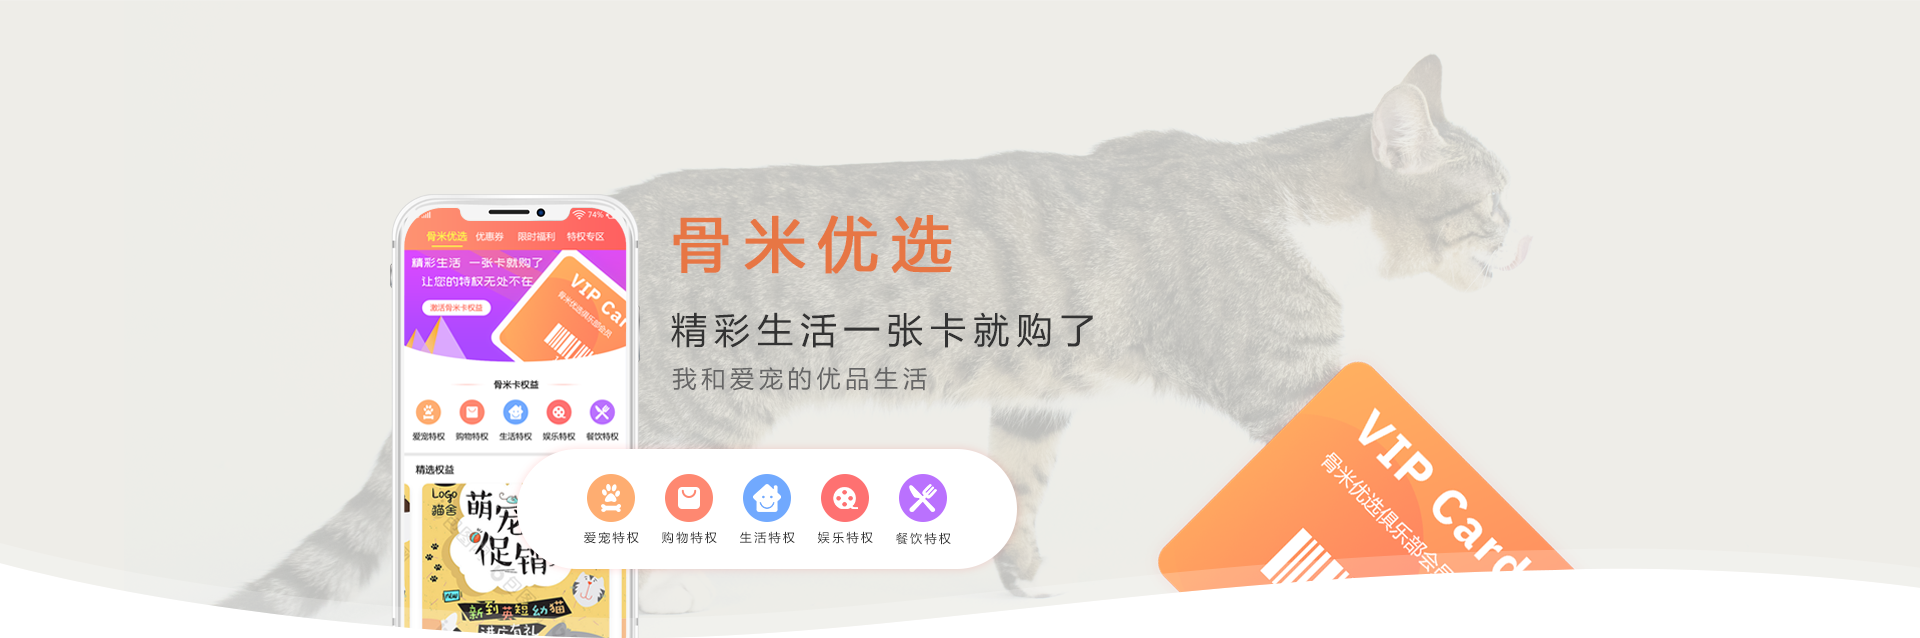 74%
骨米优选 优惠券 限时福利 特权专区
精彩生活 一张卡就购了
让您的特权无处不在
激活骨米卡权益
VIP Car
骨米优选俱乐部会员
骨米卡权益
爱宠特权 购物特权 生活特权 娱乐特权 餐饮特权
精选权益
LOGO
猫舍
萌宠
促销
new
新到英短幼猫
骨米优选
精彩生活一张卡就购了
我和爱宠的优品生活
爱宠特权 购物特权 生活特权 娱乐特权 餐饮特权
VIP Card
骨米优选俱乐部会员